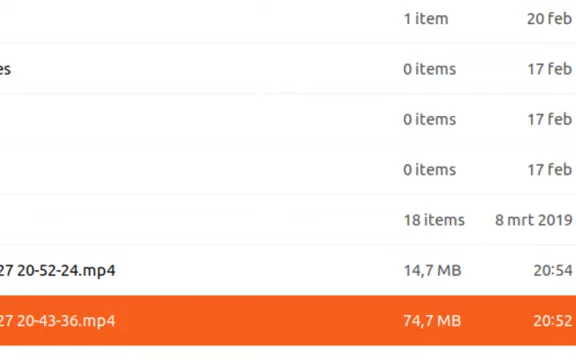 1 item 20 feb
es 0 items 17 feb
0 items 17 feb
0 items 17 feb
18 items 8 mrt 2019
27 20-52-24.mp4 14,7 MB 20:54
27 20-43-36.mp4 74,7 MB 20:52